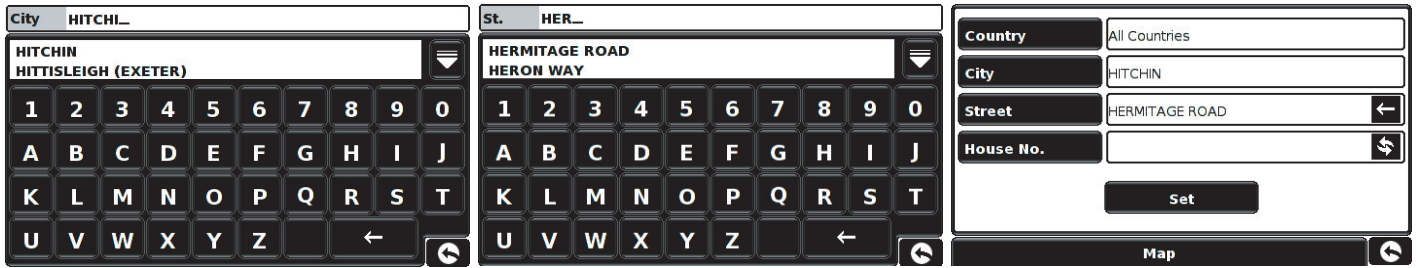 City HITCHI_
HITCHIN
HITTISLEIGH (EXETER)
1 2 3 4 5 6 7 8 9 0
A B C D E F G H I J
K L M N O P Q R S T
U V W X Y Z ←
St. HER_
HERMITAGE ROAD
HERON WAY
1 2 3 4 5 6 7 8 9 0
A B C D E F G H I J
K L M N O P Q R S T
U V W X Y Z ←
Country All Countries
City HITCHIN
Street HERMITAGE ROAD ←
House No.
Set
Map